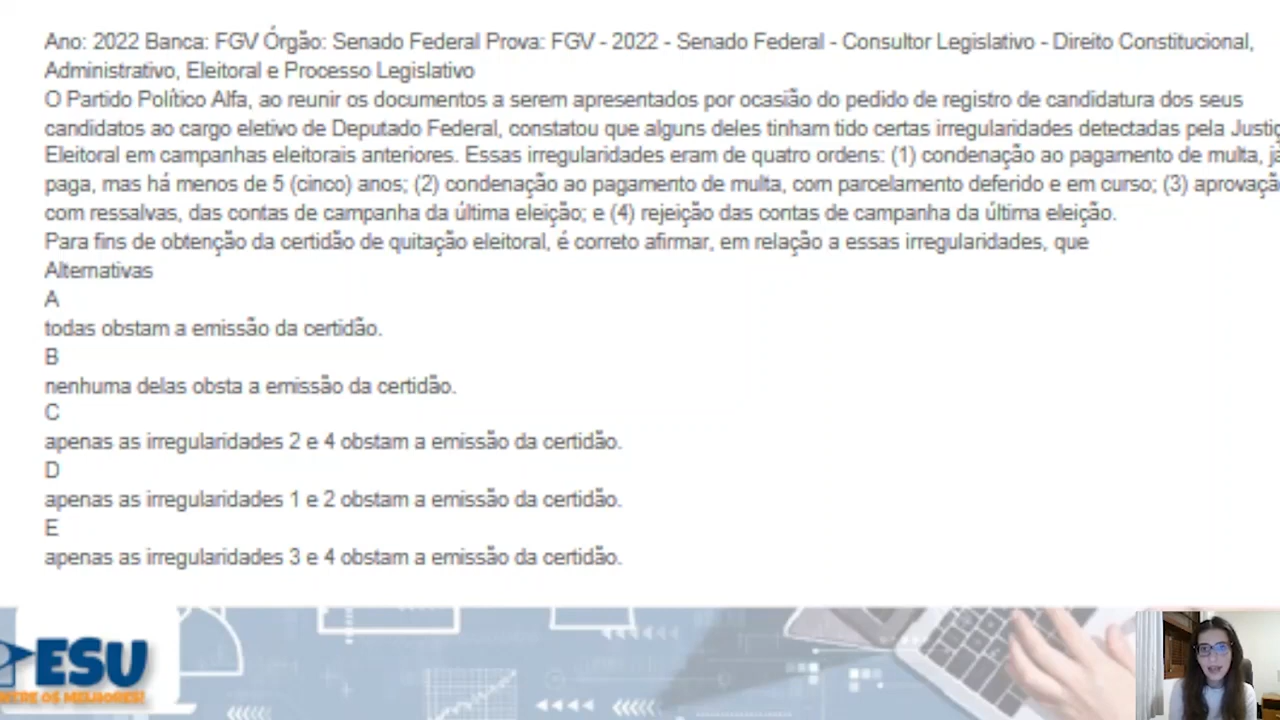 Ano: 2022 Banca: FGV Órgão: Senado Federal Prova: FGV - 2022 - Senado Federal - Consultor Legislativo - Direito Constitucional,
Administrativo, Eleitoral e Processo Legislativo
O Partido Político Alfa, ao reunir os documentos a serem apresentados por ocasião do pedido de registro de candidatura dos seus
candidatos ao cargo eletivo de Deputado Federal, constatou que alguns deles tinham tido certas irregularidades detectadas pela
Eleitoral em campanhas eleitorais anteriores. Essas irregularidades eram de quatro ordens: (1) condenação ao pagamento de multa,
paga, mas há menos de 5 (cinco) anos; (2) condenação ao pagamento de multa, com parcelamento deferido e em curso; (3)
com ressalvas, das contas de campanha da última eleição; e (4) rejeição das contas de campanha da última eleição.
Para fins de obtenção da certidão de quitação eleitoral, é correto afirmar, em relação a essas irregularidades, que
Alternativas
A
todas obstam a emissão da certidão.
B
nenhuma delas obsta a emissão da certidão.
C
apenas as irregularidades 2 e 4 obstam a emissão da certidão.
D
apenas as irregularidades 1 e 2 obstam a emissão da certidão.
E
apenas as irregularidades 3 e 4 obstam a emissão da certidão.
ESU
OS MELHORES!